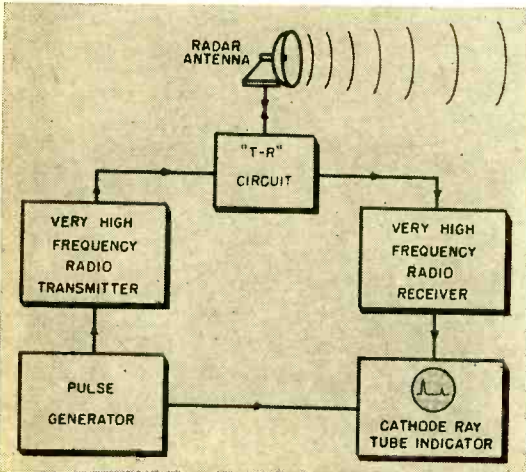 RADAR
ANTENNA
"T-R"
CIRCUIT
VERY HIGH
FREQUENCY
RADIO
TRANSMITTER
VERY HIGH
FREQUENCY
RADIO
RECEIVER
PULSE
GENERATOR
CATHODE RAY
TUBE INDICATOR